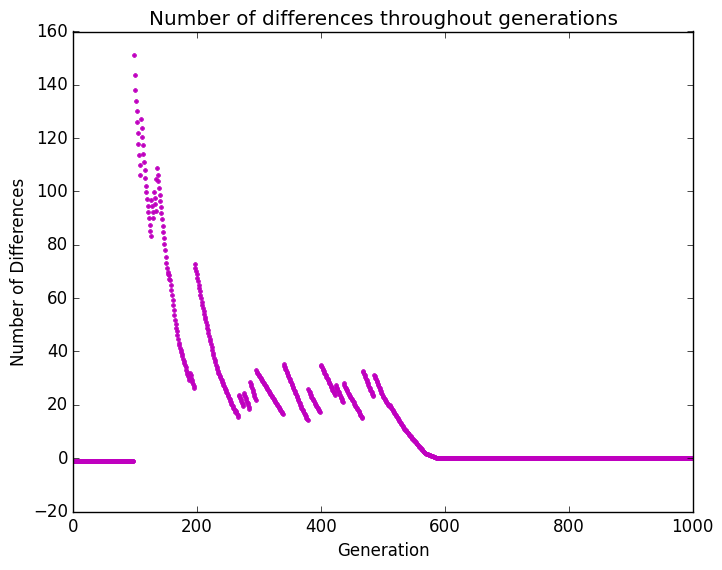 Number of differences throughout generations
160
140
120
100
80
60
40
20
0
−20
Number of Differences
0 200 400 600 800 1000
Generation